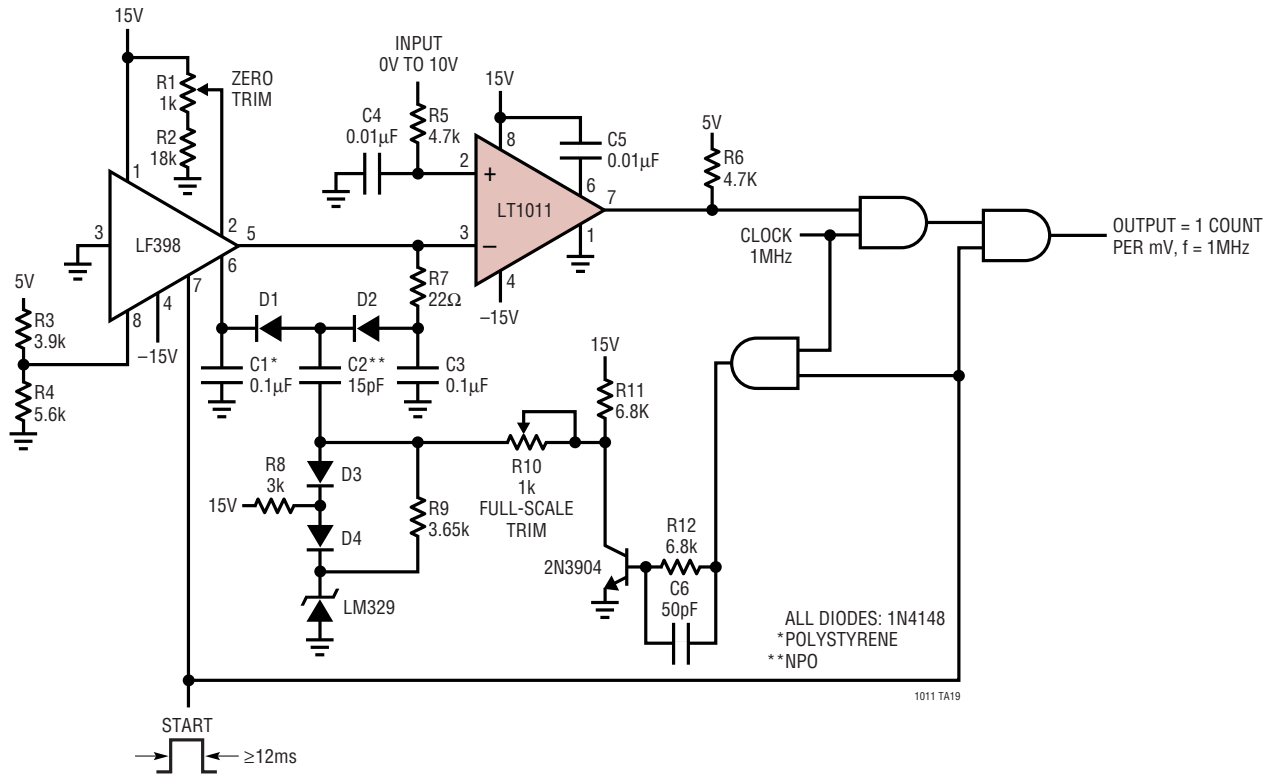 15V
R1
1k
ZERO
TRIM
R2
18k
1
2
3
LF398
5
6
7
4
8
–15V
5V
R3
3.9k
R4
5.6k
INPUT
0V TO 10V
C4
0.01µF
R5
4.7k
15V
8
C5
0.01µF
2
+
LT1011
6
7
3
–
1
4
–15V
5V
R6
4.7K
CLOCK
1MHz
OUTPUT = 1 COUNT
PER mV, f = 1MHz
R7
22Ω
D1
D2
C1*
0.1µF
C2**
15pF
C3
0.1µF
15V
R11
6.8K
R8
3k
15V
D3
D4
R9
3.65k
R10
1k
FULL-SCALE
TRIM
LM329
2N3904
R12
6.8k
C6
50pF
ALL DIODES: 1N4148
*POLYSTYRENE
**NPO
1011 TA19
START
≥12ms